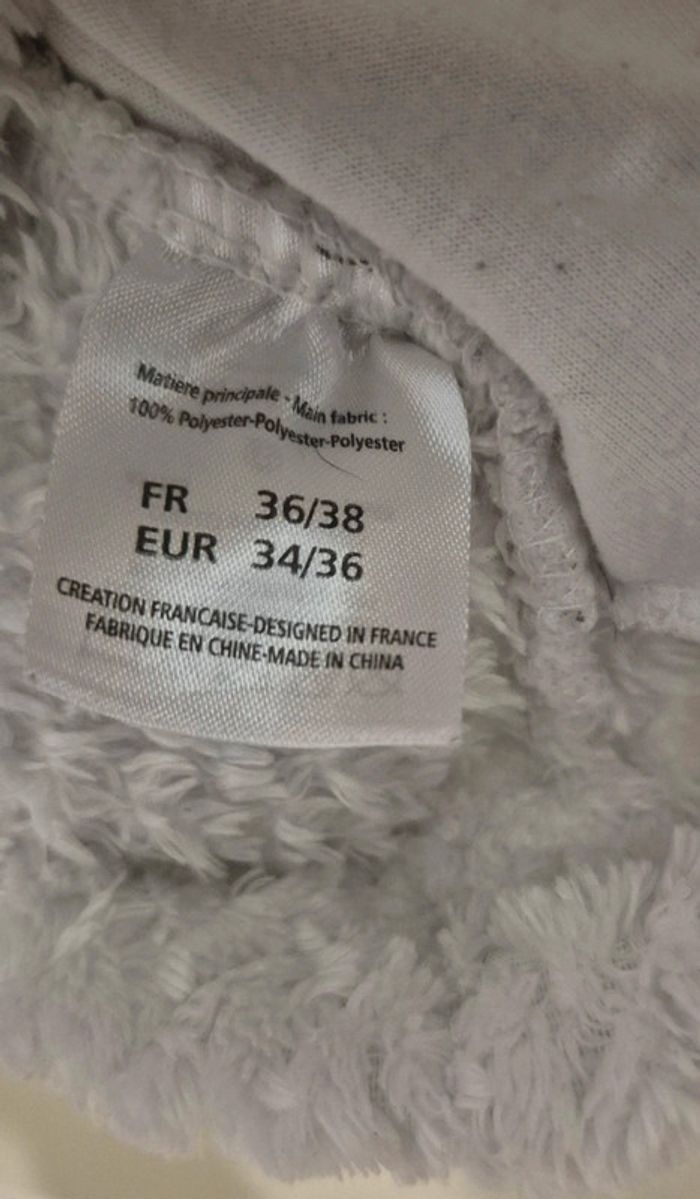 Matiere principale - Main fabric :
100% Polyester-Polyester-Polyester
FR 36/38
EUR 34/36
CREATION FRANCAISE-DESIGNED IN FRANCE
FABRIQUE EN CHINE-MADE IN CHINA